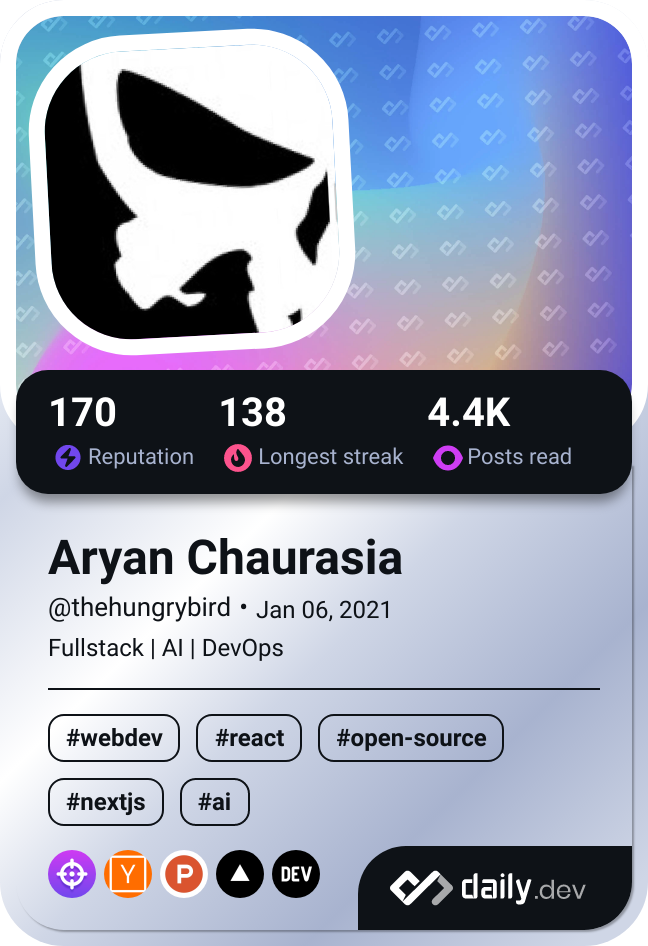 170 138 4.4K
Reputation Longest streak Posts read
Aryan Chaurasia
@thehungrybird • Jan 06, 2021
Fullstack | AI | DevOps
#webdev #react #open-source
#nextjs #ai
Y P DEV
daily.dev